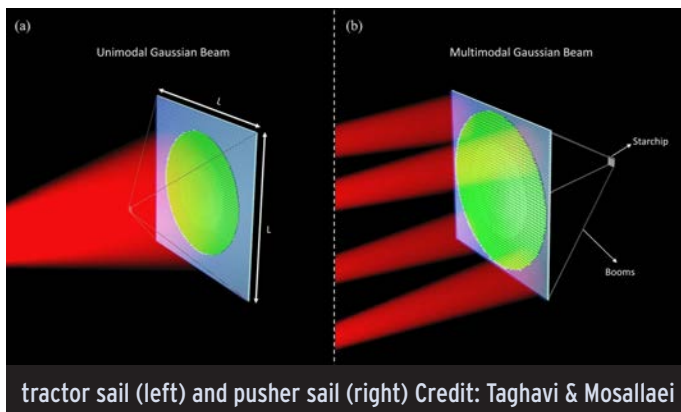 (a)
Unimodal Gaussian Beam
L
L
(b)
Multimodal Gaussian Beam
Starchip
Booms
tractor sail (left) and pusher sail (right) Credit: Taghavi & Mosallaei